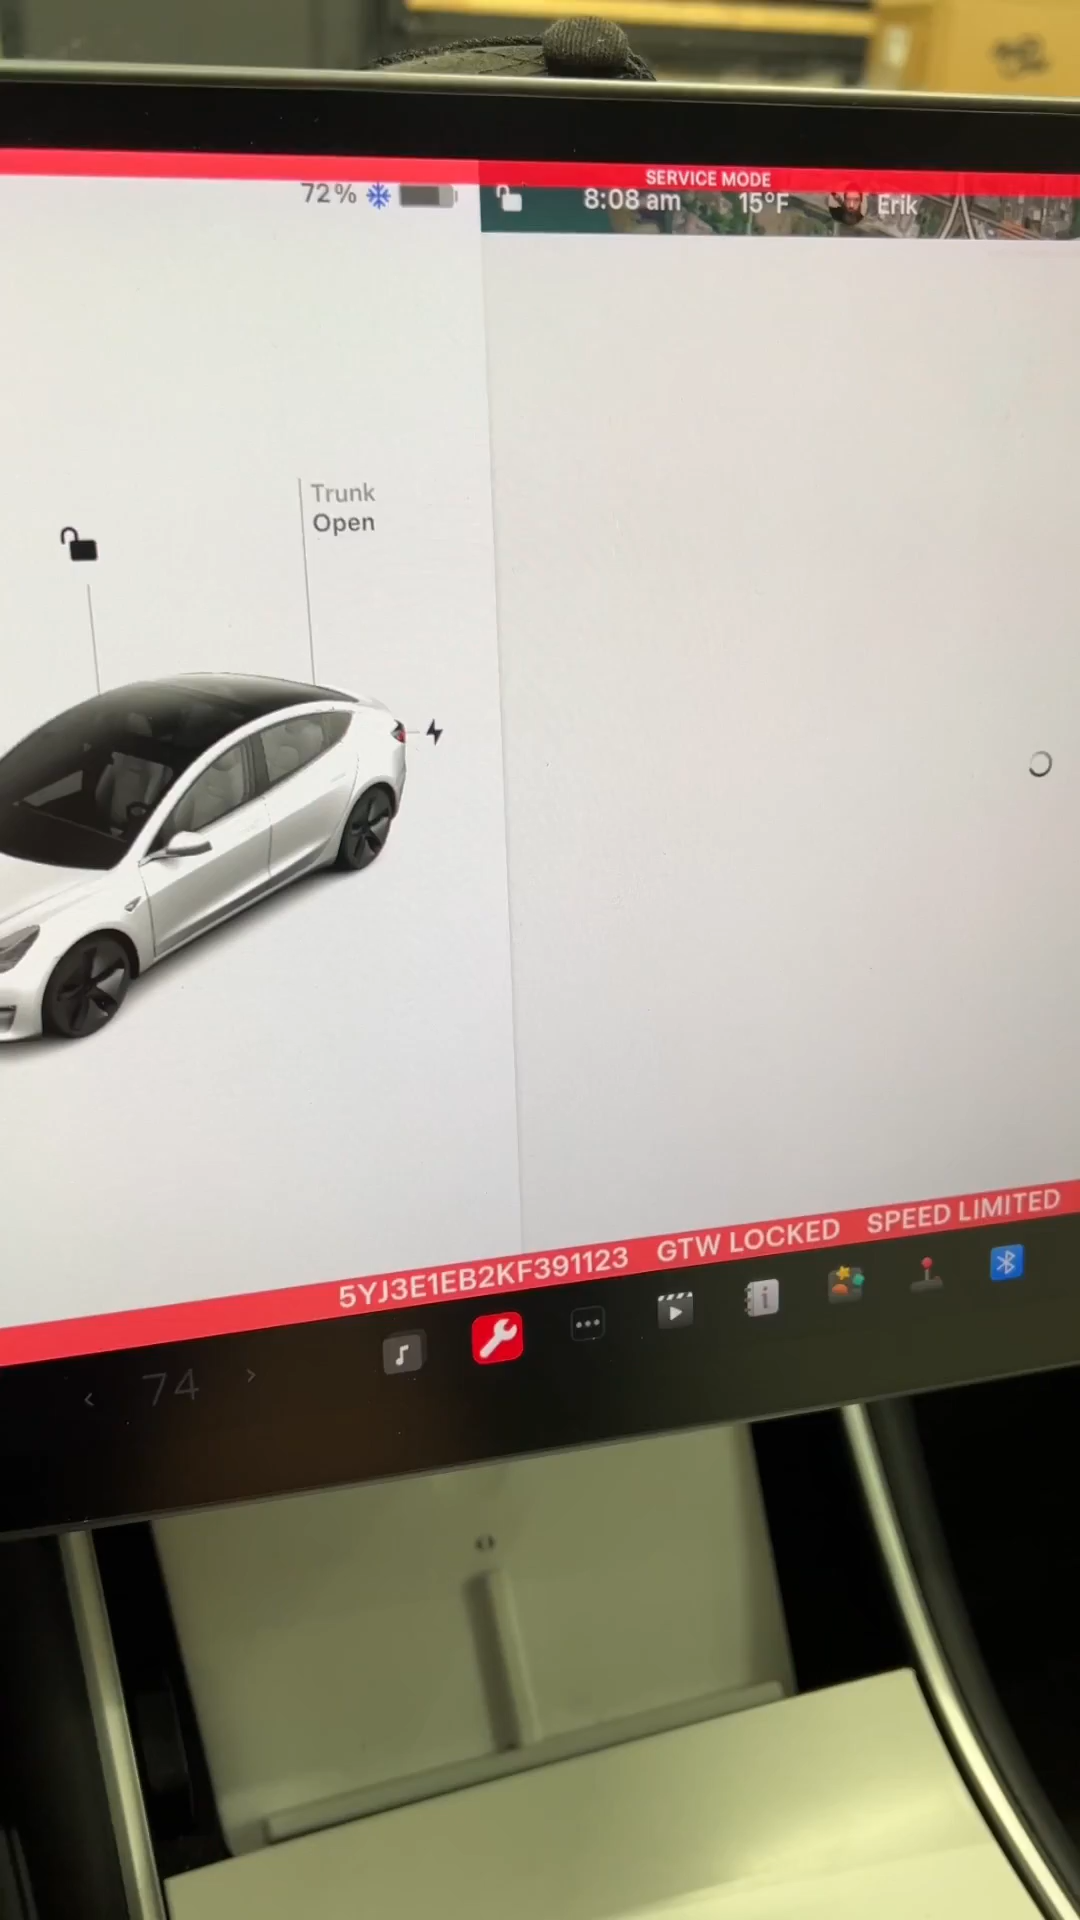 SERVICE MODE
72%
8:08 am
15°F
Erik
Trunk
Open
5YJ3E1EB2KF391123 GTW LOCKED SPEED LIMITED
74